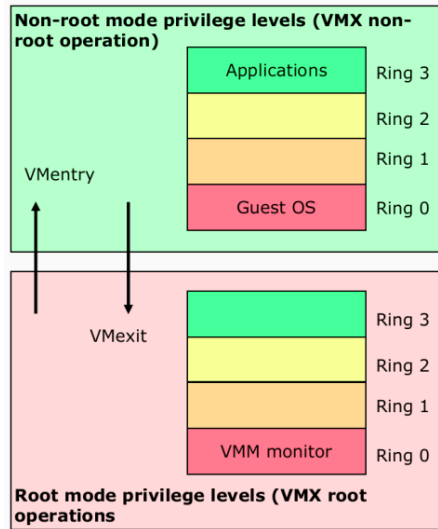 Non-root mode privilege levels (VMX non-
root operation)
Applications
Ring 3
Ring 2
Ring 1
VMentry
Guest OS
Ring 0
VMexit
Ring 3
Ring 2
Ring 1
VMM monitor
Ring 0
Root mode privilege levels (VMX root
operations